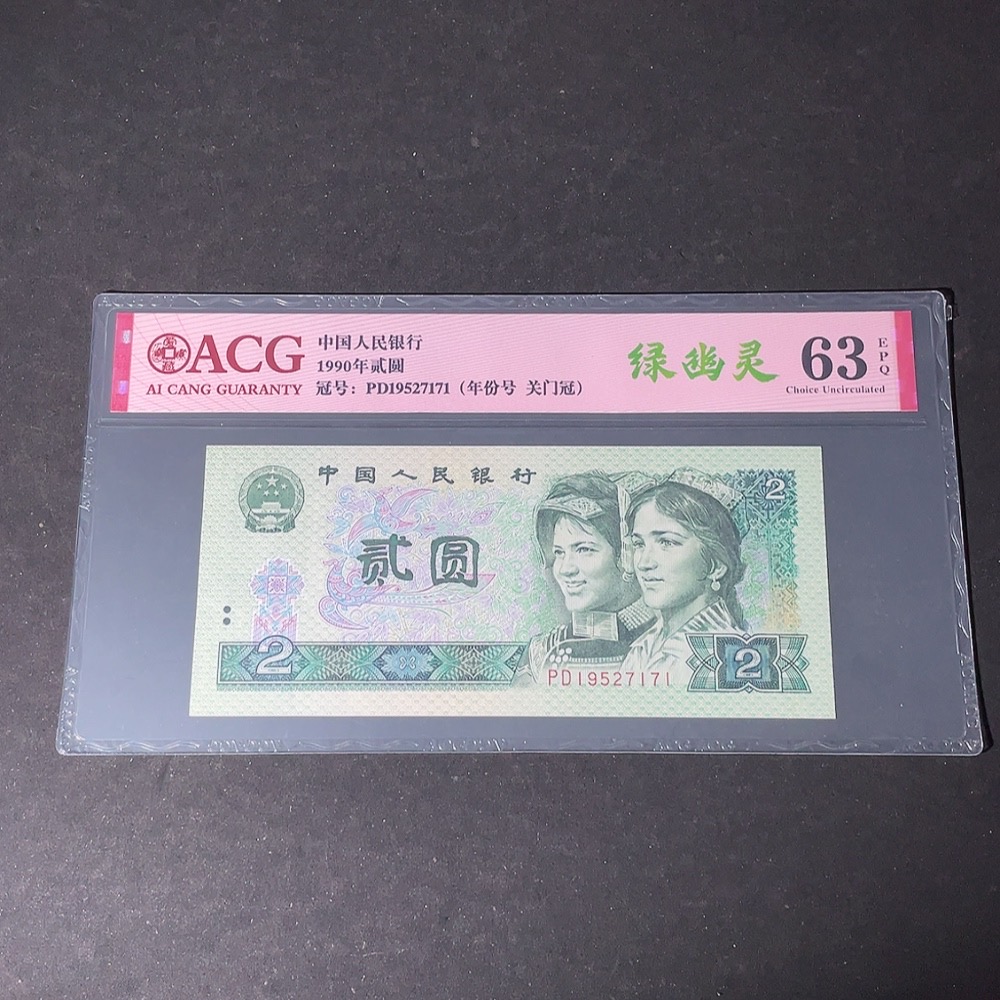 ACG
AI CANG GUARANTY
中国人民银行
1990年贰圆
冠号：PD19527171（年份号 关门冠）
绿幽灵
63
EPQ
Choice Uncirculated
中国人民银行
贰圆
2
2
2
PD19527171